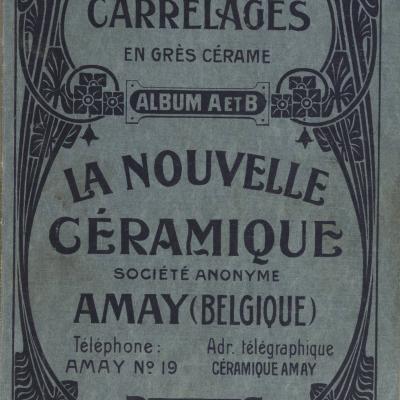 CARRELAGES
EN GRÈS CÉRAME
ALBUM A ET B
LA NOUVELLE
CÉRAMIQUE
SOCIÉTÉ ANONYME
AMAY (BELGIQUE)
Téléphone: Adr. télégraphique
AMAY Nº 19 CÉRAMIQUE AMAY